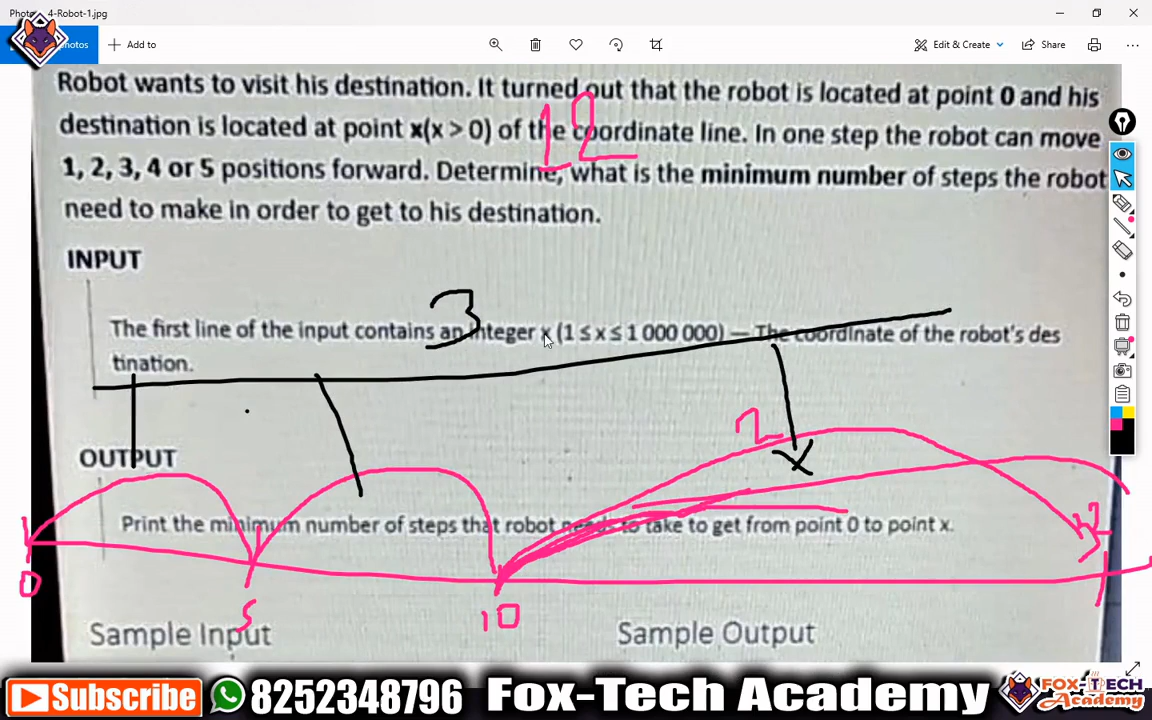 4-Robot-1.jpg
Add to
Edit & Create
Share
Robot wants to visit his destination. It turned out that the robot is located at point 0 and his
destination is located at point x(x > 0) of the coordinate line. In one step the robot can move
1, 2, 3, 4 or 5 positions forward. Determine, what is the minimum number of steps the robot
need to make in order to get to his destination.
12
INPUT
3
The first line of the input contains an integer x (1 ≤ x ≤ 1 000 000) — The coordinate of the robot's des
tination.
2
OUTPUT
x
Print the minimum number of steps that robot needs to take to get from point 0 to point x.
12
0
5
10
Sample Input
Sample Output
Subscribe
8252348796
Fox-Tech Academy
FOX-TECH
Academy